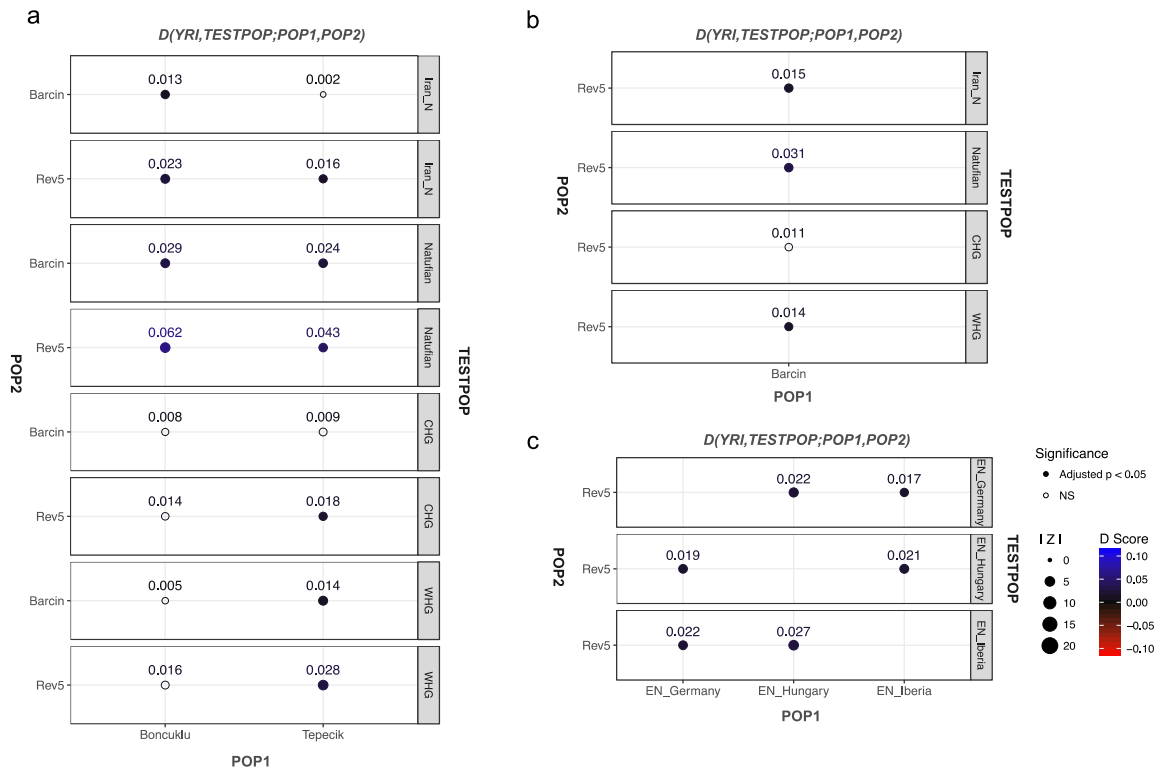 a
D(YRI,TESTPOP;POP1,POP2)
0.013 0.002
Barcin
Iran_N
0.023 0.016
Rev5
Iran_N
0.029 0.024
Barcin
Natufian
0.062 0.043
Rev5
Natufian
0.008 0.009
Barcin
CHG
0.014 0.018
Rev5
CHG
0.005 0.014
Barcin
WHG
0.016 0.028
Rev5
WHG
POP2
TESTPOP
Boncuklu Tepecik
POP1
b
D(YRI,TESTPOP;POP1,POP2)
0.015
Rev5
Iran_N
0.031
Rev5
Natufian
0.011
Rev5
CHG
0.014
Rev5
WHG
POP2
TESTPOP
Barcin
POP1
c
D(YRI,TESTPOP;POP1,POP2)
0.022 0.017
Rev5
EN_Germany
0.019 0.021
Rev5
EN_Hungary
0.022 0.027
Rev5
EN_Iberia
POP2
TESTPOP
EN_Germany EN_Hungary EN_Iberia
POP1
Significance
Adjusted p < 0.05
NS
I Z I
0
5
10
15
20
D Score
0.10
0.05
0.00
−0.05
−0.10